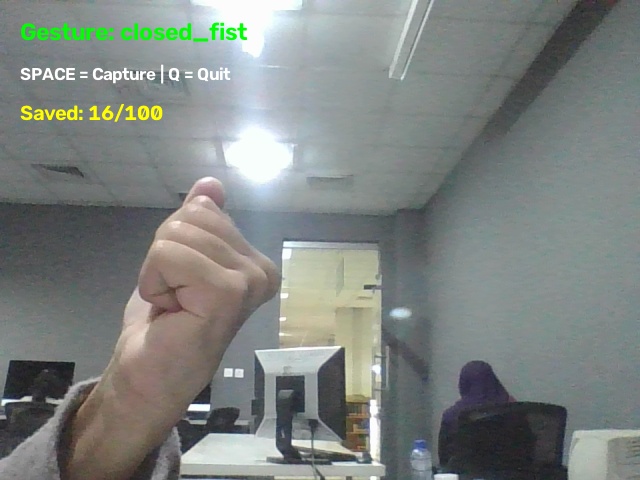 Gesture: closed_fist
SPACE = Capture | Q = Quit
Saved: 16/100